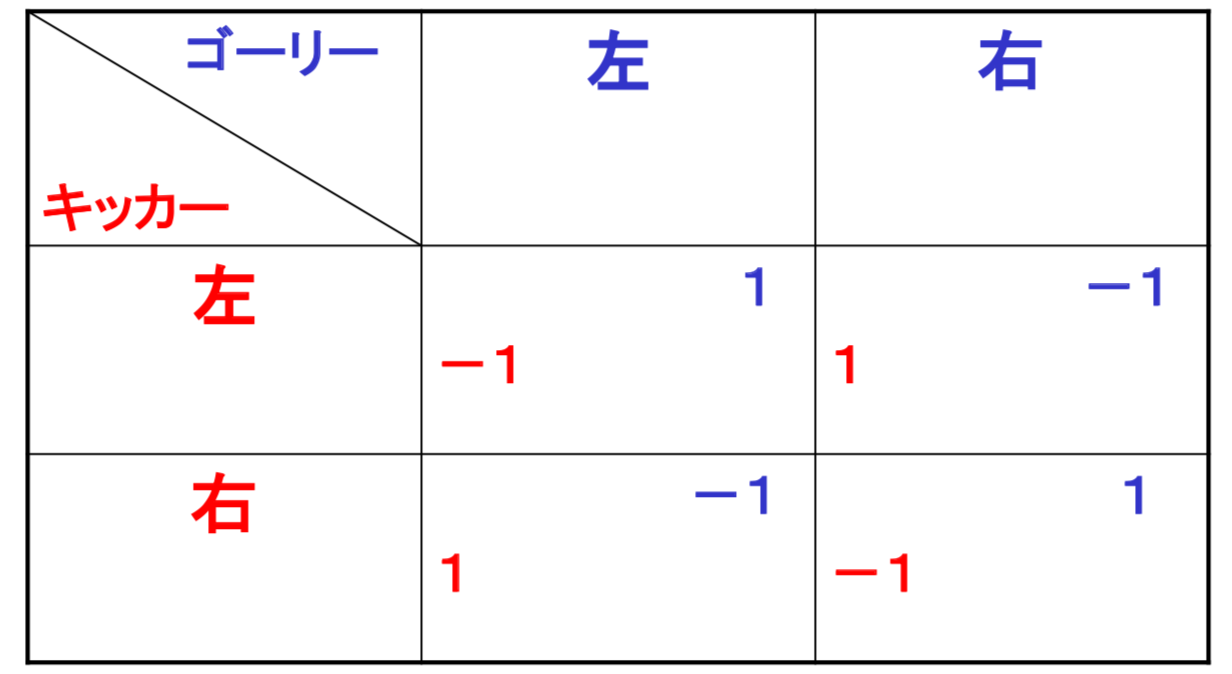 ゴーリー 左 右
キッカー
左 1 －1
－1 1
右 －1 1
1 －1